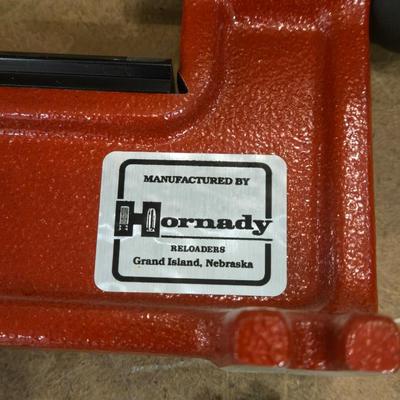 MANUFACTURED BY
Hornady
RELOADERS
Grand Island, Nebraska